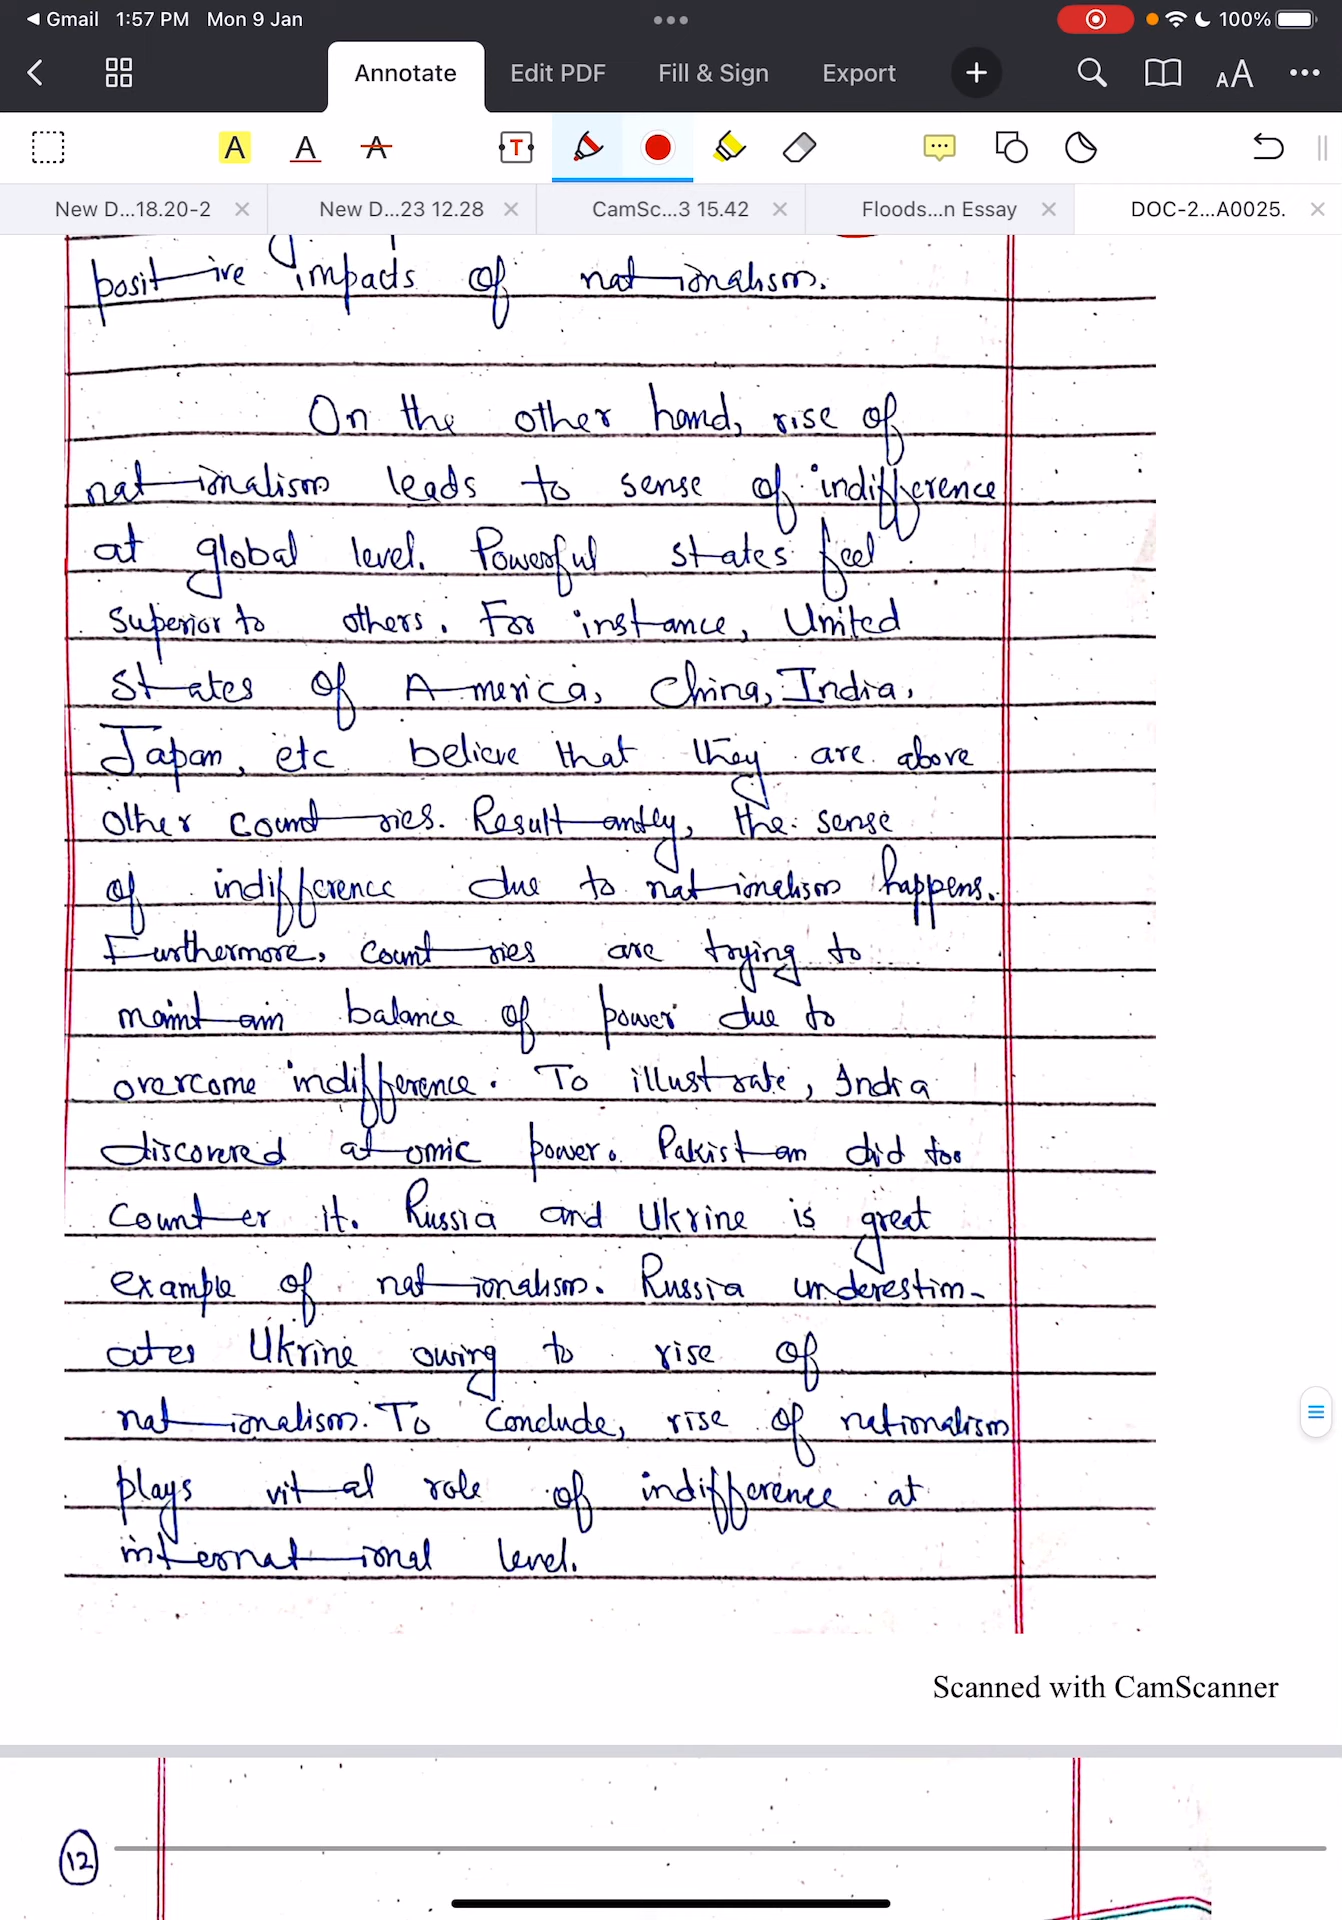 Gmail 1:57 PM Mon 9 Jan 100%
Annotate Edit PDF Fill & Sign Export
New D...18.20-2 New D...23 12.28 CamSc...3 15.42 Floods...n Essay DOC-2...A0025.
positive impacts of nationalism.
On the other hand, rise of
nationalism leads to sense of indifference
at global level. Powerful states feel
superior to others. For instance, United
States of America, China, India,
Japan, etc believe that they are above
other countries. Resultantly, the sense
of indifference due to nationalism happens.
Furthermore, countries are trying to
maintain balance of power due to
overcome indifference. To illustrate, India
discovered atomic power. Pakistan did too
counter it. Russia and Ukrine is great
example of nationalism. Russia underestim-
ates Ukrine owing to rise of
nationalism. To conclude, rise of nationalism
plays vital role of indifference at
international level.
Scanned with CamScanner
12